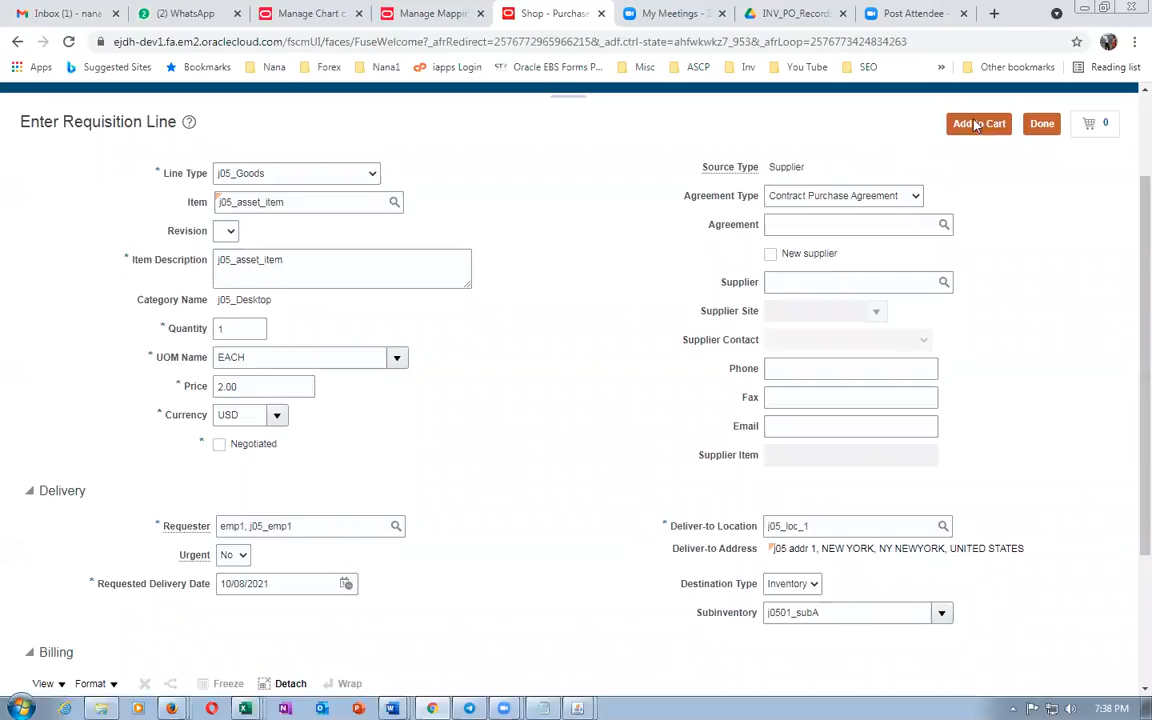 Inbox (1) - nana
(2) WhatsApp
Manage Chart c
Manage Mappin
Shop - Purchase
My Meetings - Z
INV_PO_Records
Post Attendee -
ejdh-dev1.fa.em2.oraclecloud.com/fscmUI/faces/FuseWelcome?_afrRedirect=2576772965966215&_adf.ctrl-state=ahfwkwkz7_953&_afrLoop=2576773424834263
Apps Suggested Sites Bookmarks Nana Forex Nana1 iapps Login Oracle EBS Forms P... Misc ASCP Inv You Tube SEO » Other bookmarks Reading list
Enter Requisition Line
Add to Cart Done 0
* Line Type j05_Goods
Item j05_asset_item
Revision
* Item Description j05_asset_item
Category Name j05_Desktop
* Quantity 1
* UOM Name EACH
* Price 2.00
* Currency USD
* Negotiated
Source Type Supplier
Agreement Type Contract Purchase Agreement
Agreement
New supplier
Supplier
Supplier Site
Supplier Contact
Phone
Fax
Email
Supplier Item
Delivery
* Requester emp1, j05_emp1
Urgent No
* Requested Delivery Date 10/08/2021
* Deliver-to Location j05_loc_1
Deliver-to Address j05 addr 1, NEW YORK, NY NEWYORK, UNITED STATES
Destination Type Inventory
Subinventory j0501_subA
Billing
View Format Freeze Detach Wrap
7:38 PM